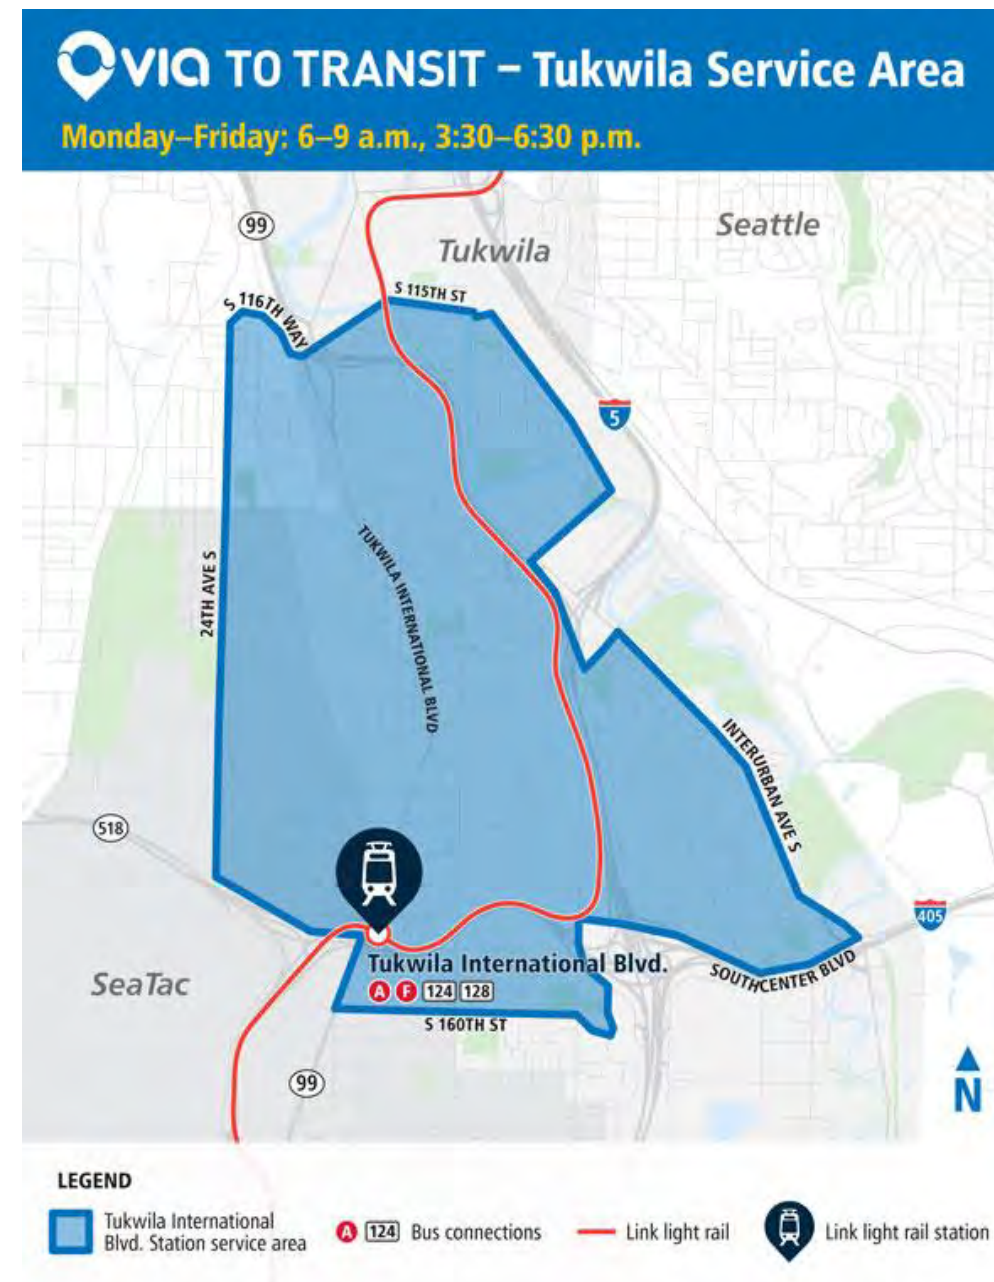 VIA TO TRANSIT – Tukwila Service Area
Monday–Friday: 6–9 a.m., 3:30–6:30 p.m.
99
Tukwila
Seattle
S 116TH WAY
S 115TH ST
5
TUKWILA INTERNATIONAL BLVD
24TH AVE S
INTERURBAN AVE S
518
405
SeaTac
Tukwila International Blvd.
A F 124 128
SOUTHCENTER BLVD
S 160TH ST
99
N
LEGEND
Tukwila International
Blvd. Station service area
A 124 Bus connections
Link light rail
Link light rail station